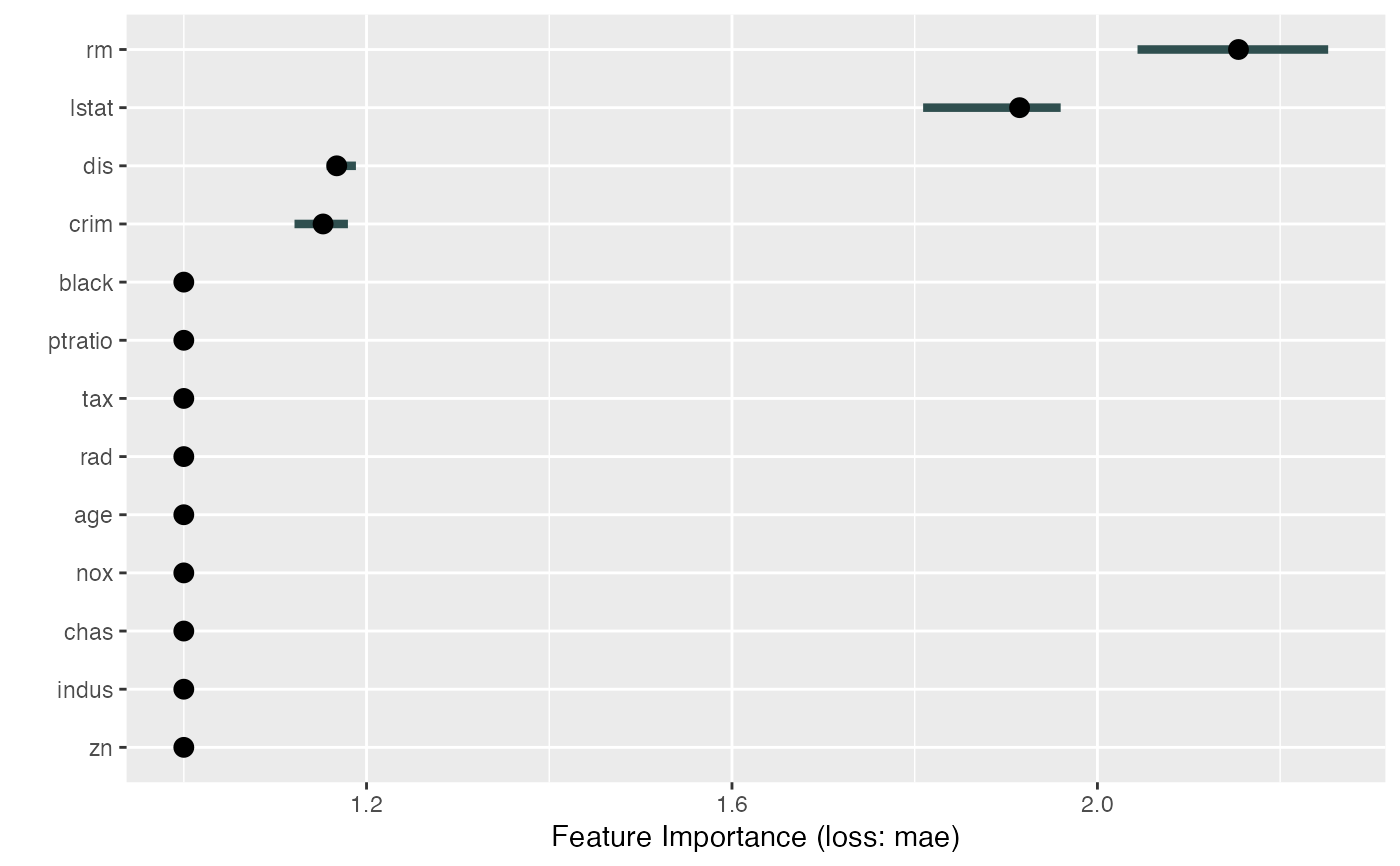 rm
lstat
dis
crim
black
ptratio
tax
rad
age
nox
chas
indus
zn
1.2 1.6 2.0
Feature Importance (loss: mae)